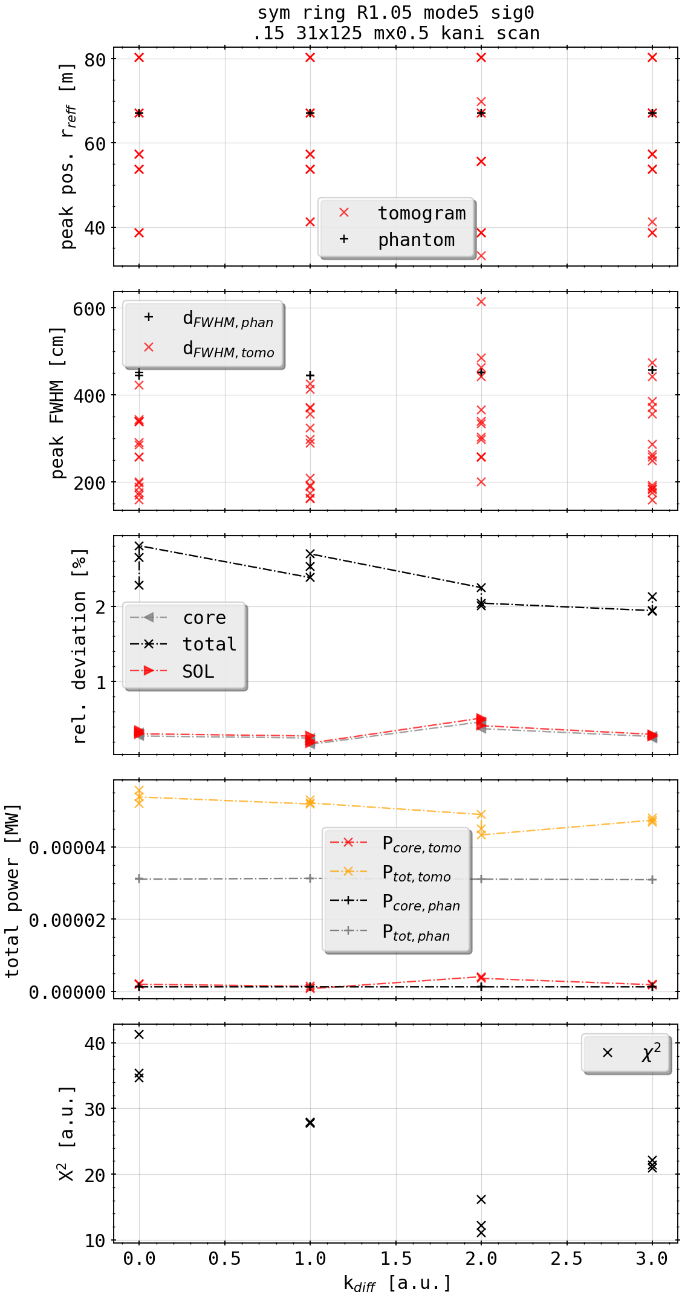 sym ring R1.05 mode5 sig0
.15 31x125 mx0.5 kani scan
80
60
40
peak pos. r_reff [m]
tomogram
phantom
600
400
200
peak FWHM [cm]
d_FWHM,phan
d_FWHM,tomo
2
1
rel. deviation [%]
core
total
SOL
0.00004
0.00002
0.00000
total power [MW]
P_core,tomo
P_tot,tomo
P_core,phan
P_tot,phan
40
30
20
10
X² [a.u.]
χ²
0.0 0.5 1.0 1.5 2.0 2.5 3.0
k_diff [a.u.]